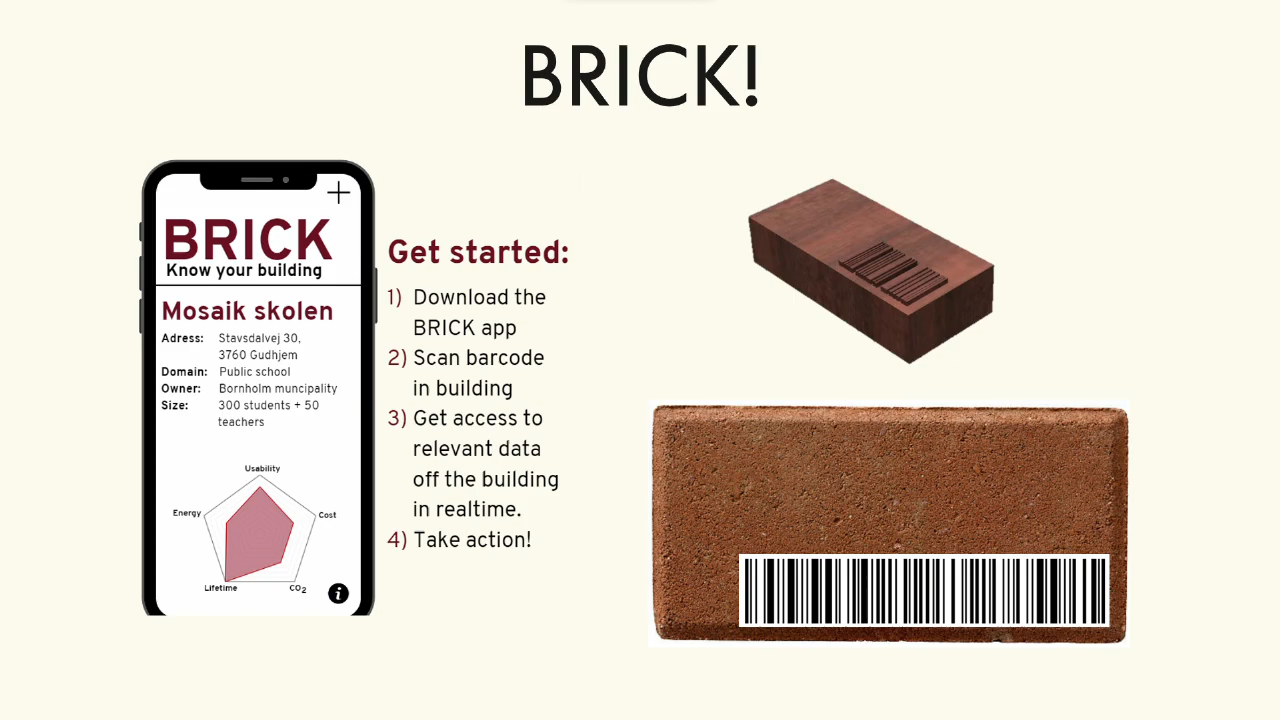 BRICK!
BRICK
Know your building
Mosaik skolen
Adress: Stavsdalvej 30,
3760 Gudhjem
Domain: Public school
Owner: Bornholm muncipality
Size: 300 students + 50
teachers
Usability
Energy
Cost
Lifetime
CO2
i
Get started:
1) Download the
BRICK app
2) Scan barcode
in building
3) Get access to
relevant data
off the building
in realtime.
4) Take action!